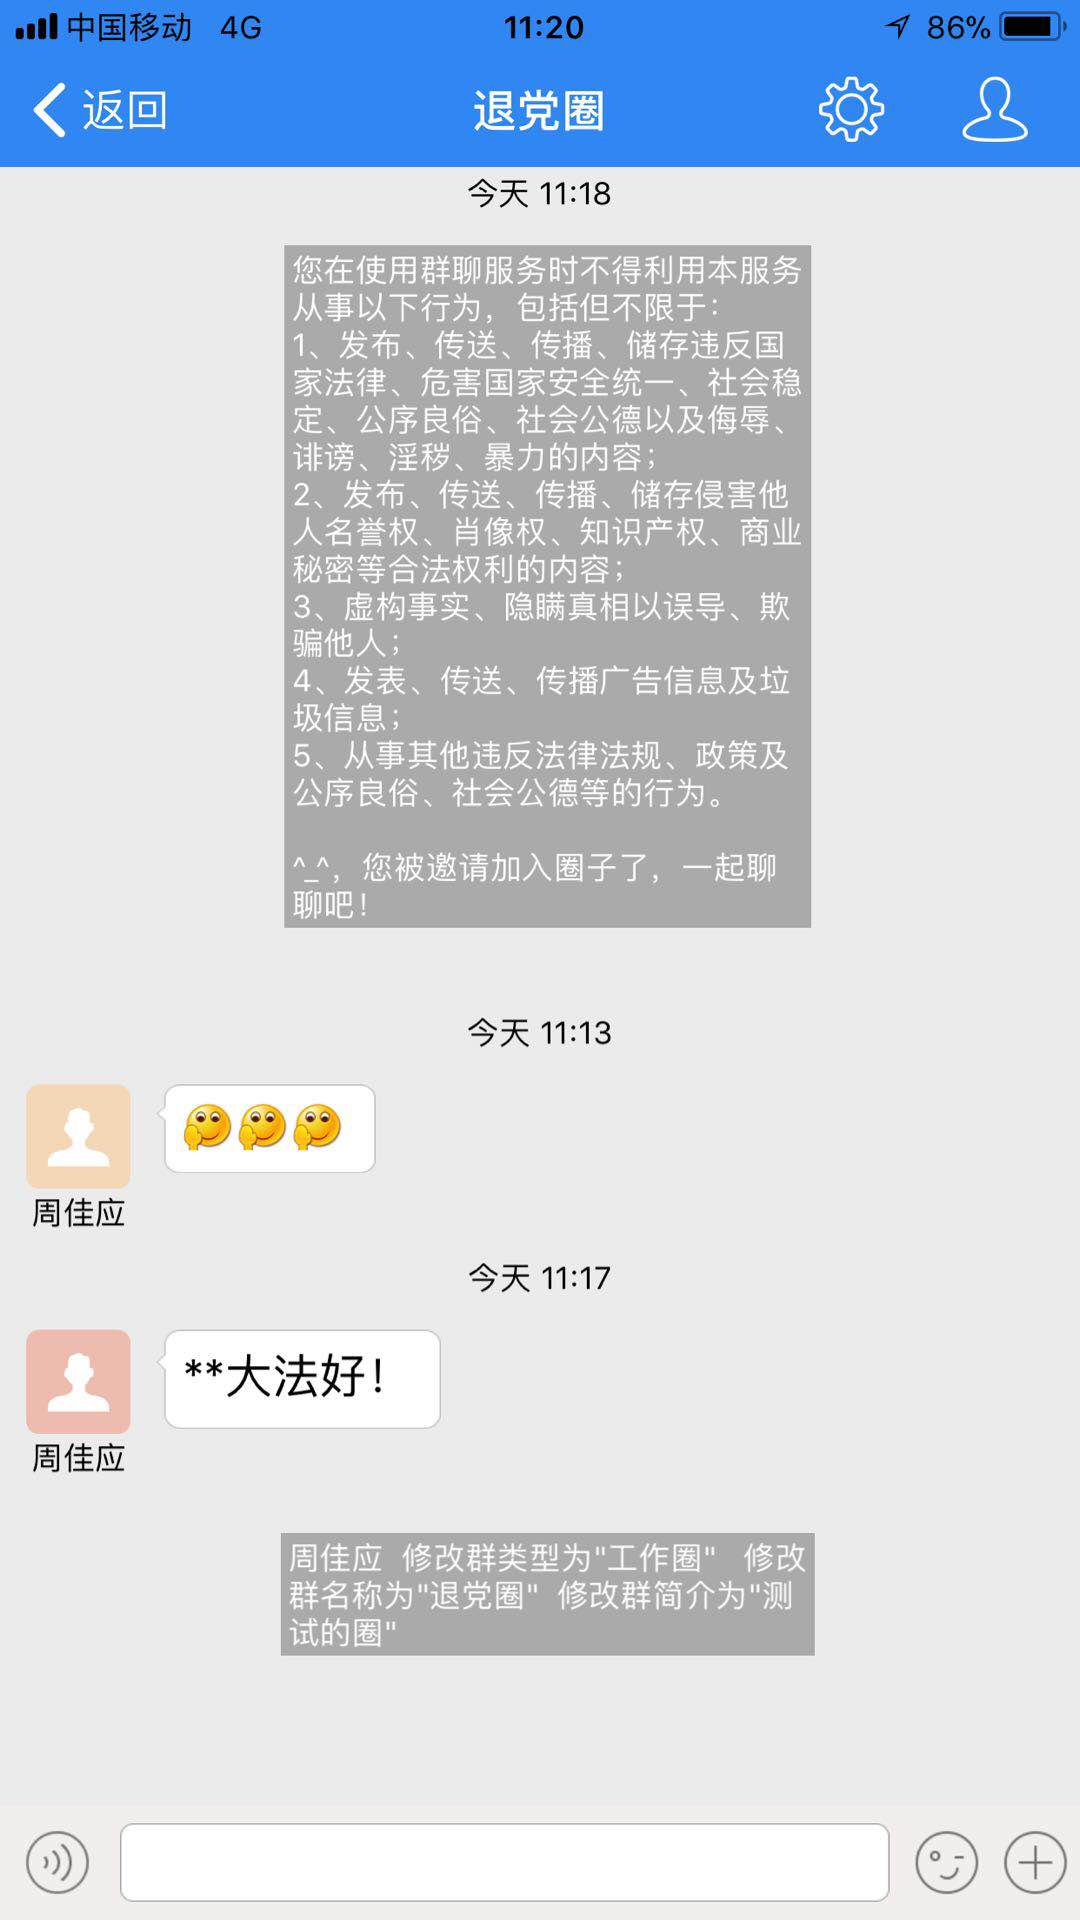 中国移动 4G 11:20 86%
返回 退党圈
今天 11:18
您在使用群聊服务时不得利用本服务
从事以下行为，包括但不限于：
1、发布、传送、传播、储存违反国
家法律、危害国家安全统一、社会稳
定、公序良俗、社会公德以及侮辱、
诽谤、淫秽、暴力的内容；
2、发布、传送、传播、储存侵害他
人名誉权、肖像权、知识产权、商业
秘密等合法权利的内容；
3、虚构事实、隐瞒真相以误导、欺
骗他人；
4、发表、传送、传播广告信息及垃
圾信息；
5、从事其他违反法律法规、政策及
公序良俗、社会公德等的行为。
^_^，您被邀请加入圈子了，一起聊
聊吧！
今天 11:13
周佳应
今天 11:17
**大法好！
周佳应
周佳应 修改群类型为"工作圈" 修改
群名称为"退党圈" 修改群简介为"测
试的圈"